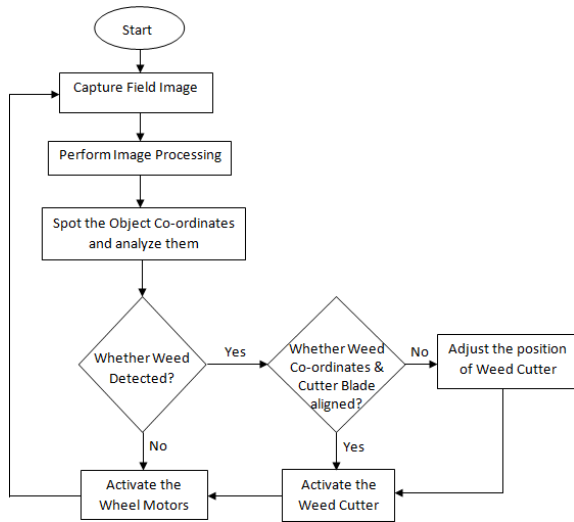 Start
Capture Field Image
Perform Image Processing
Spot the Object Co-ordinates
and analyze them
Whether Weed
Detected?
Yes
Whether Weed
Co-ordinates &
Cutter Blade
aligned?
No
Adjust the position
of Weed Cutter
No
Yes
Activate the
Wheel Motors
Activate the
Weed Cutter